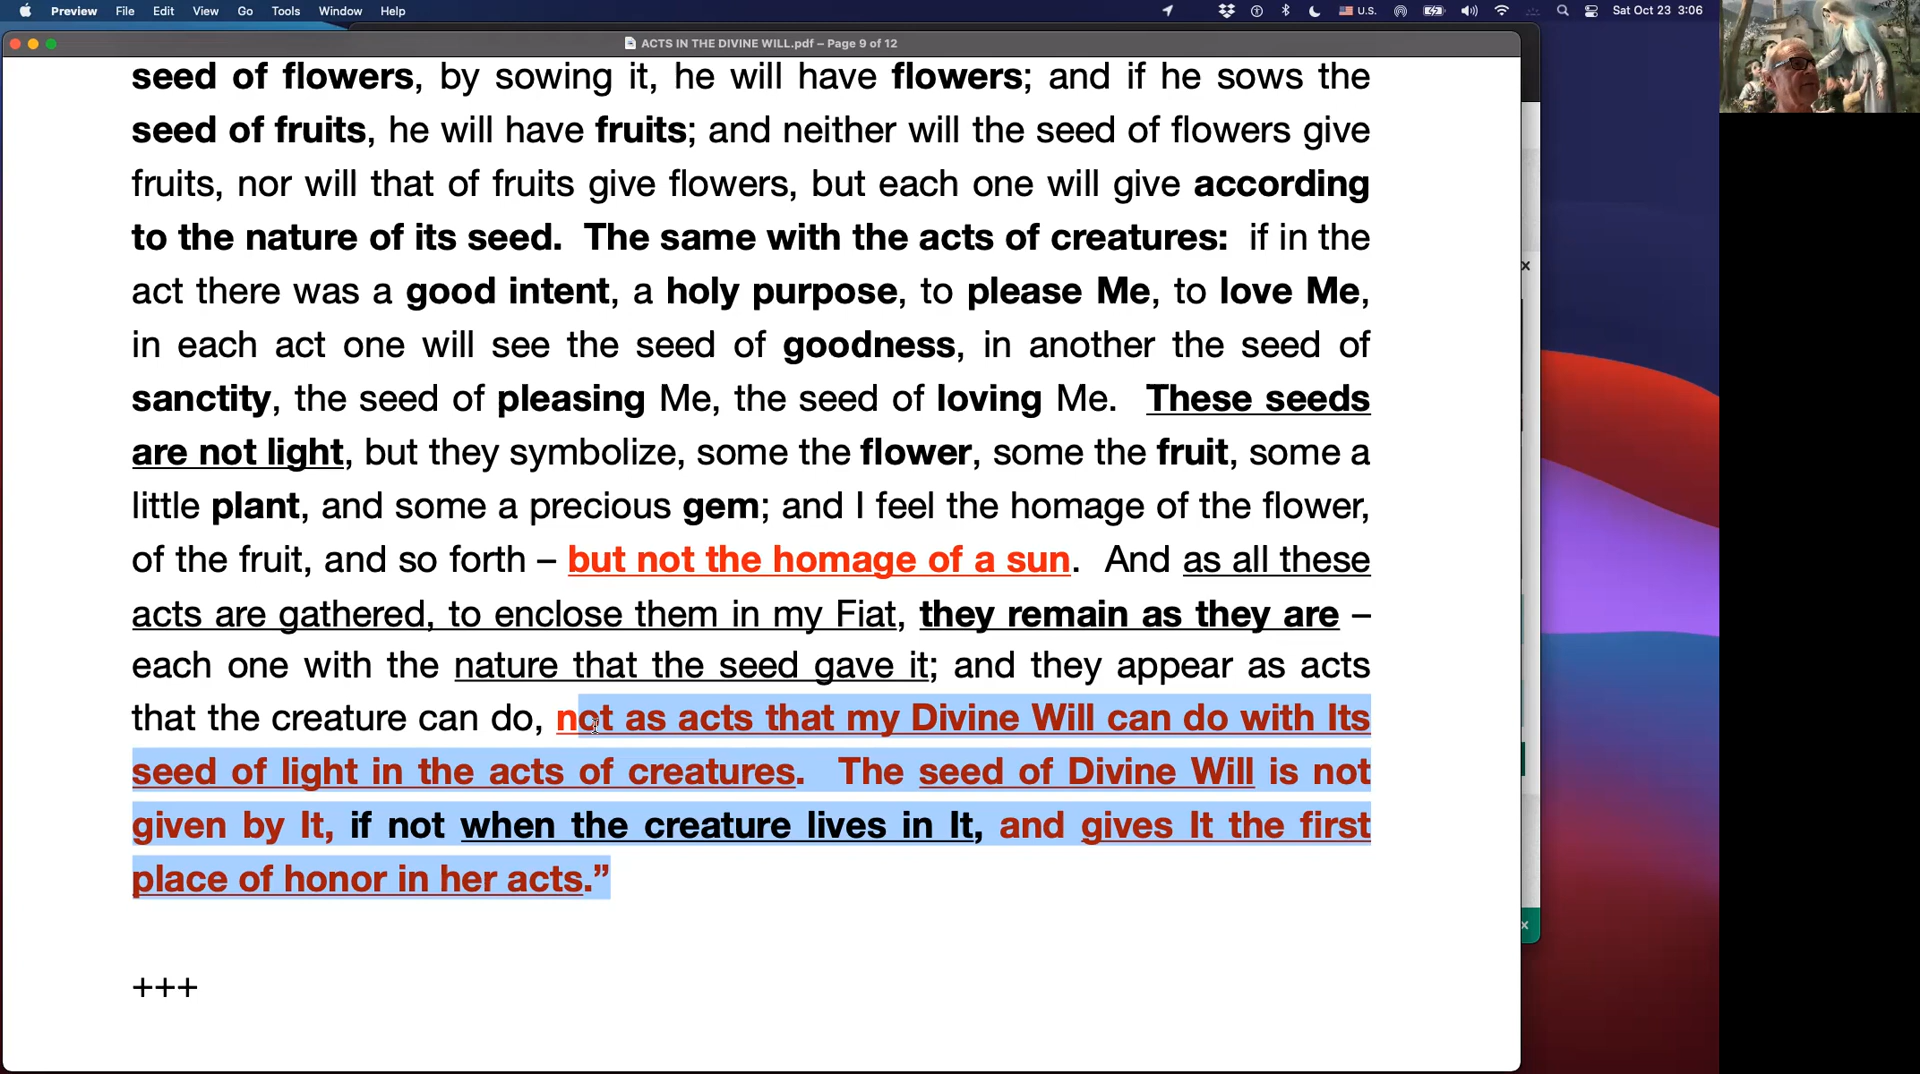 Preview File Edit View Go Tools Window Help U.S. Sat Oct 23 3:06
ACTS IN THE DIVINE WILL.pdf – Page 9 of 12
seed of flowers, by sowing it, he will have flowers; and if he sows the
seed of fruits, he will have fruits; and neither will the seed of flowers give
fruits, nor will that of fruits give flowers, but each one will give according
to the nature of its seed. The same with the acts of creatures: if in the
act there was a good intent, a holy purpose, to please Me, to love Me,
in each act one will see the seed of goodness, in another the seed of
sanctity, the seed of pleasing Me, the seed of loving Me. These seeds
are not light, but they symbolize, some the flower, some the fruit, some a
little plant, and some a precious gem; and I feel the homage of the flower,
of the fruit, and so forth – but not the homage of a sun. And as all these
acts are gathered, to enclose them in my Fiat, they remain as they are –
each one with the nature that the seed gave it; and they appear as acts
that the creature can do, not as acts that my Divine Will can do with Its
seed of light in the acts of creatures. The seed of Divine Will is not
given by It, if not when the creature lives in It, and gives It the first
place of honor in her acts.”
+++